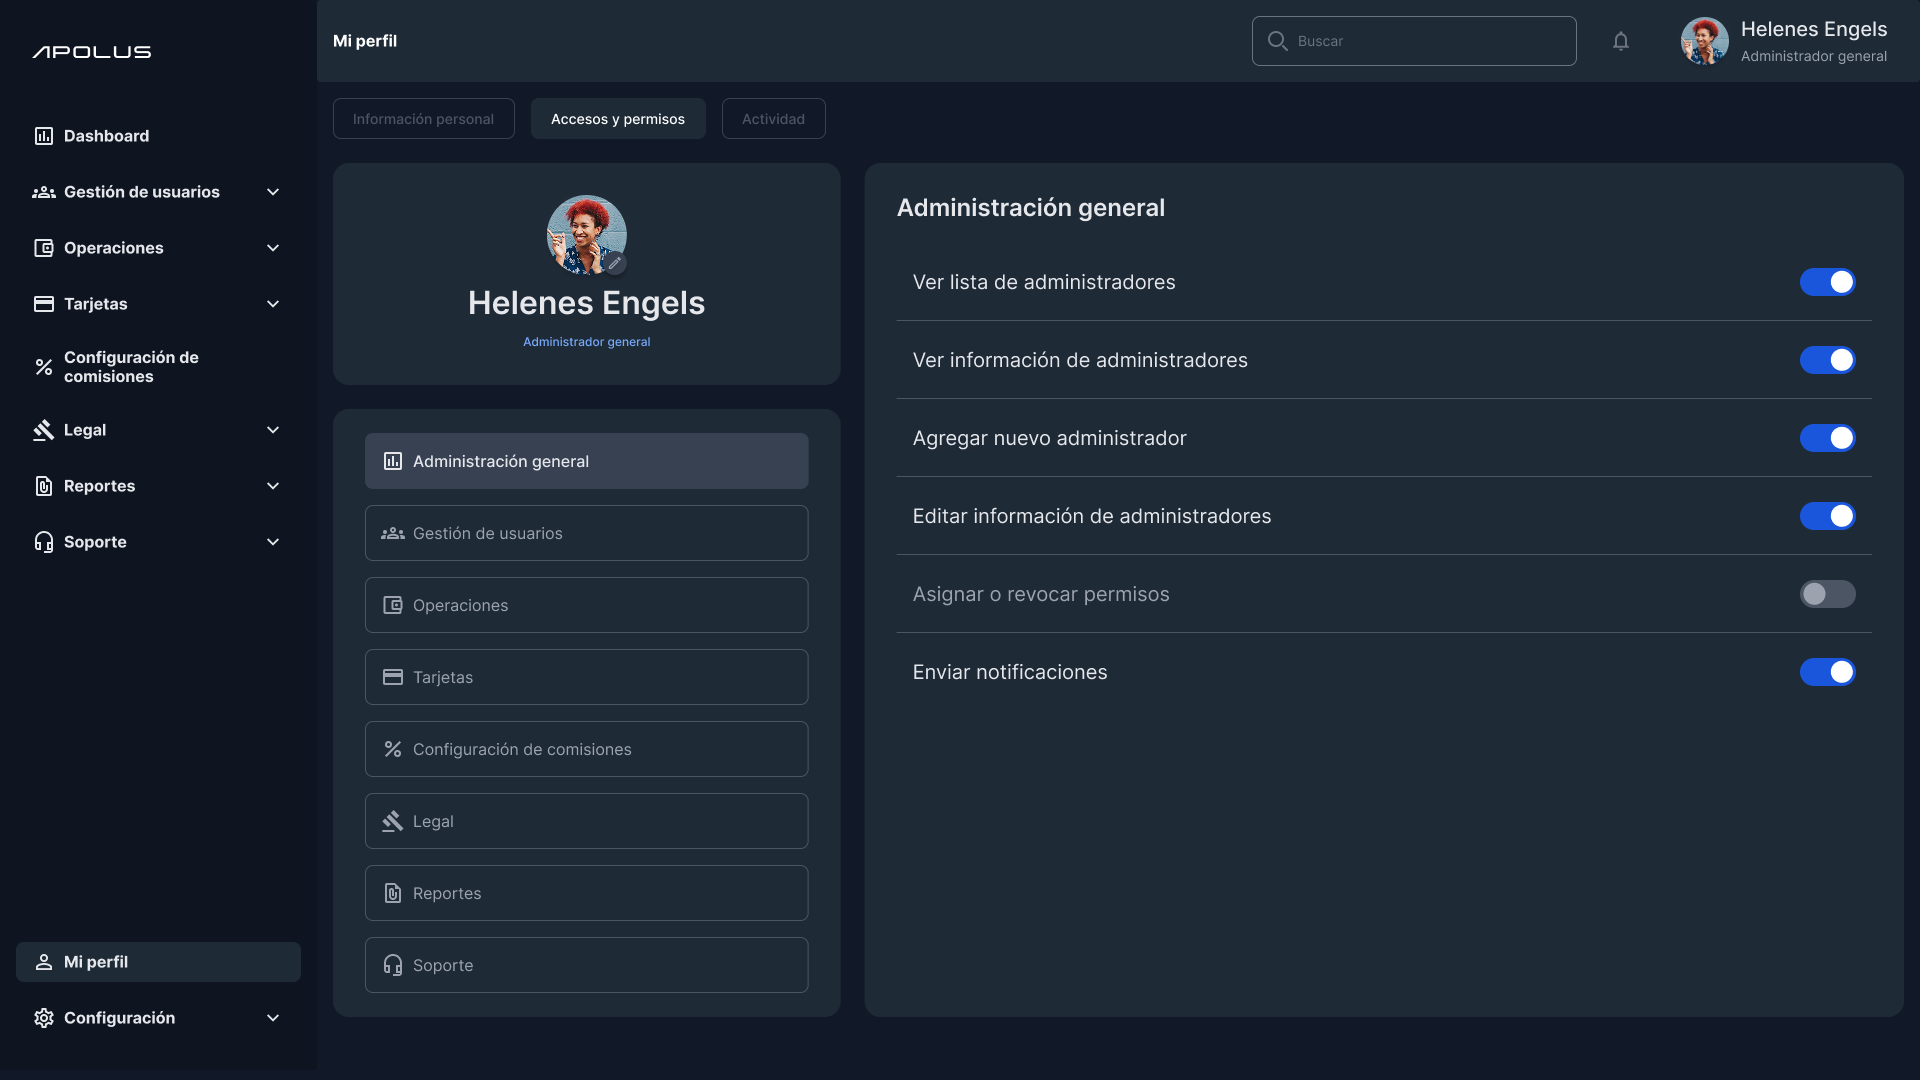 APOLUS
Dashboard
Gestión de usuarios
Operaciones
Tarjetas
Configuración de
comisiones
Legal
Reportes
Soporte
Mi perfil
Configuración
Mi perfil
Buscar
Helenes Engels
Administrador general
Información personal
Accesos y permisos
Actividad
Helenes Engels
Administrador general
Administración general
Gestión de usuarios
Operaciones
Tarjetas
Configuración de comisiones
Legal
Reportes
Soporte
Administración general
Ver lista de administradores
Ver información de administradores
Agregar nuevo administrador
Editar información de administradores
Asignar o revocar permisos
Enviar notificaciones